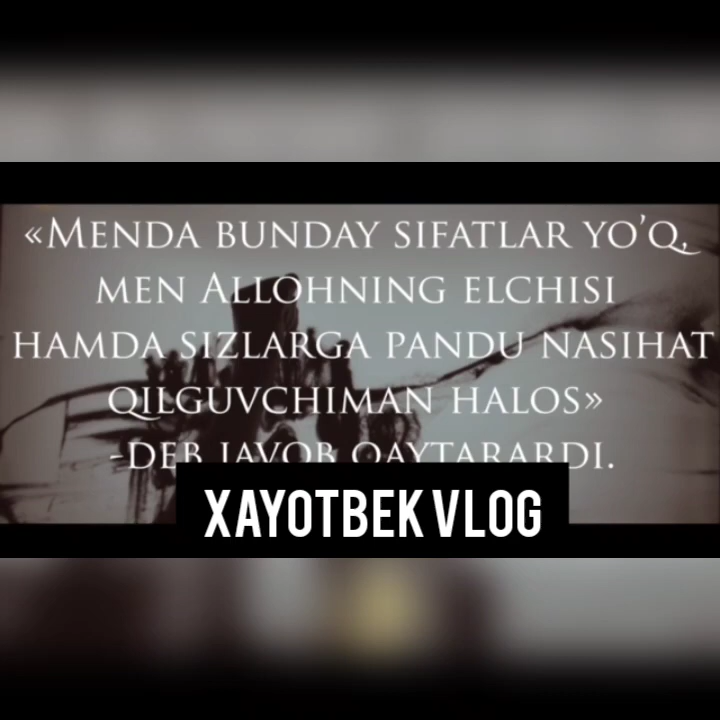 «Menda bunday sifatlar yo'q,
men Allohning elchisi
hamda sizlarga pandu nasihat
qilguvchiman halos»
-deb javob qaytarardi.
XAYOTBEK VLOG